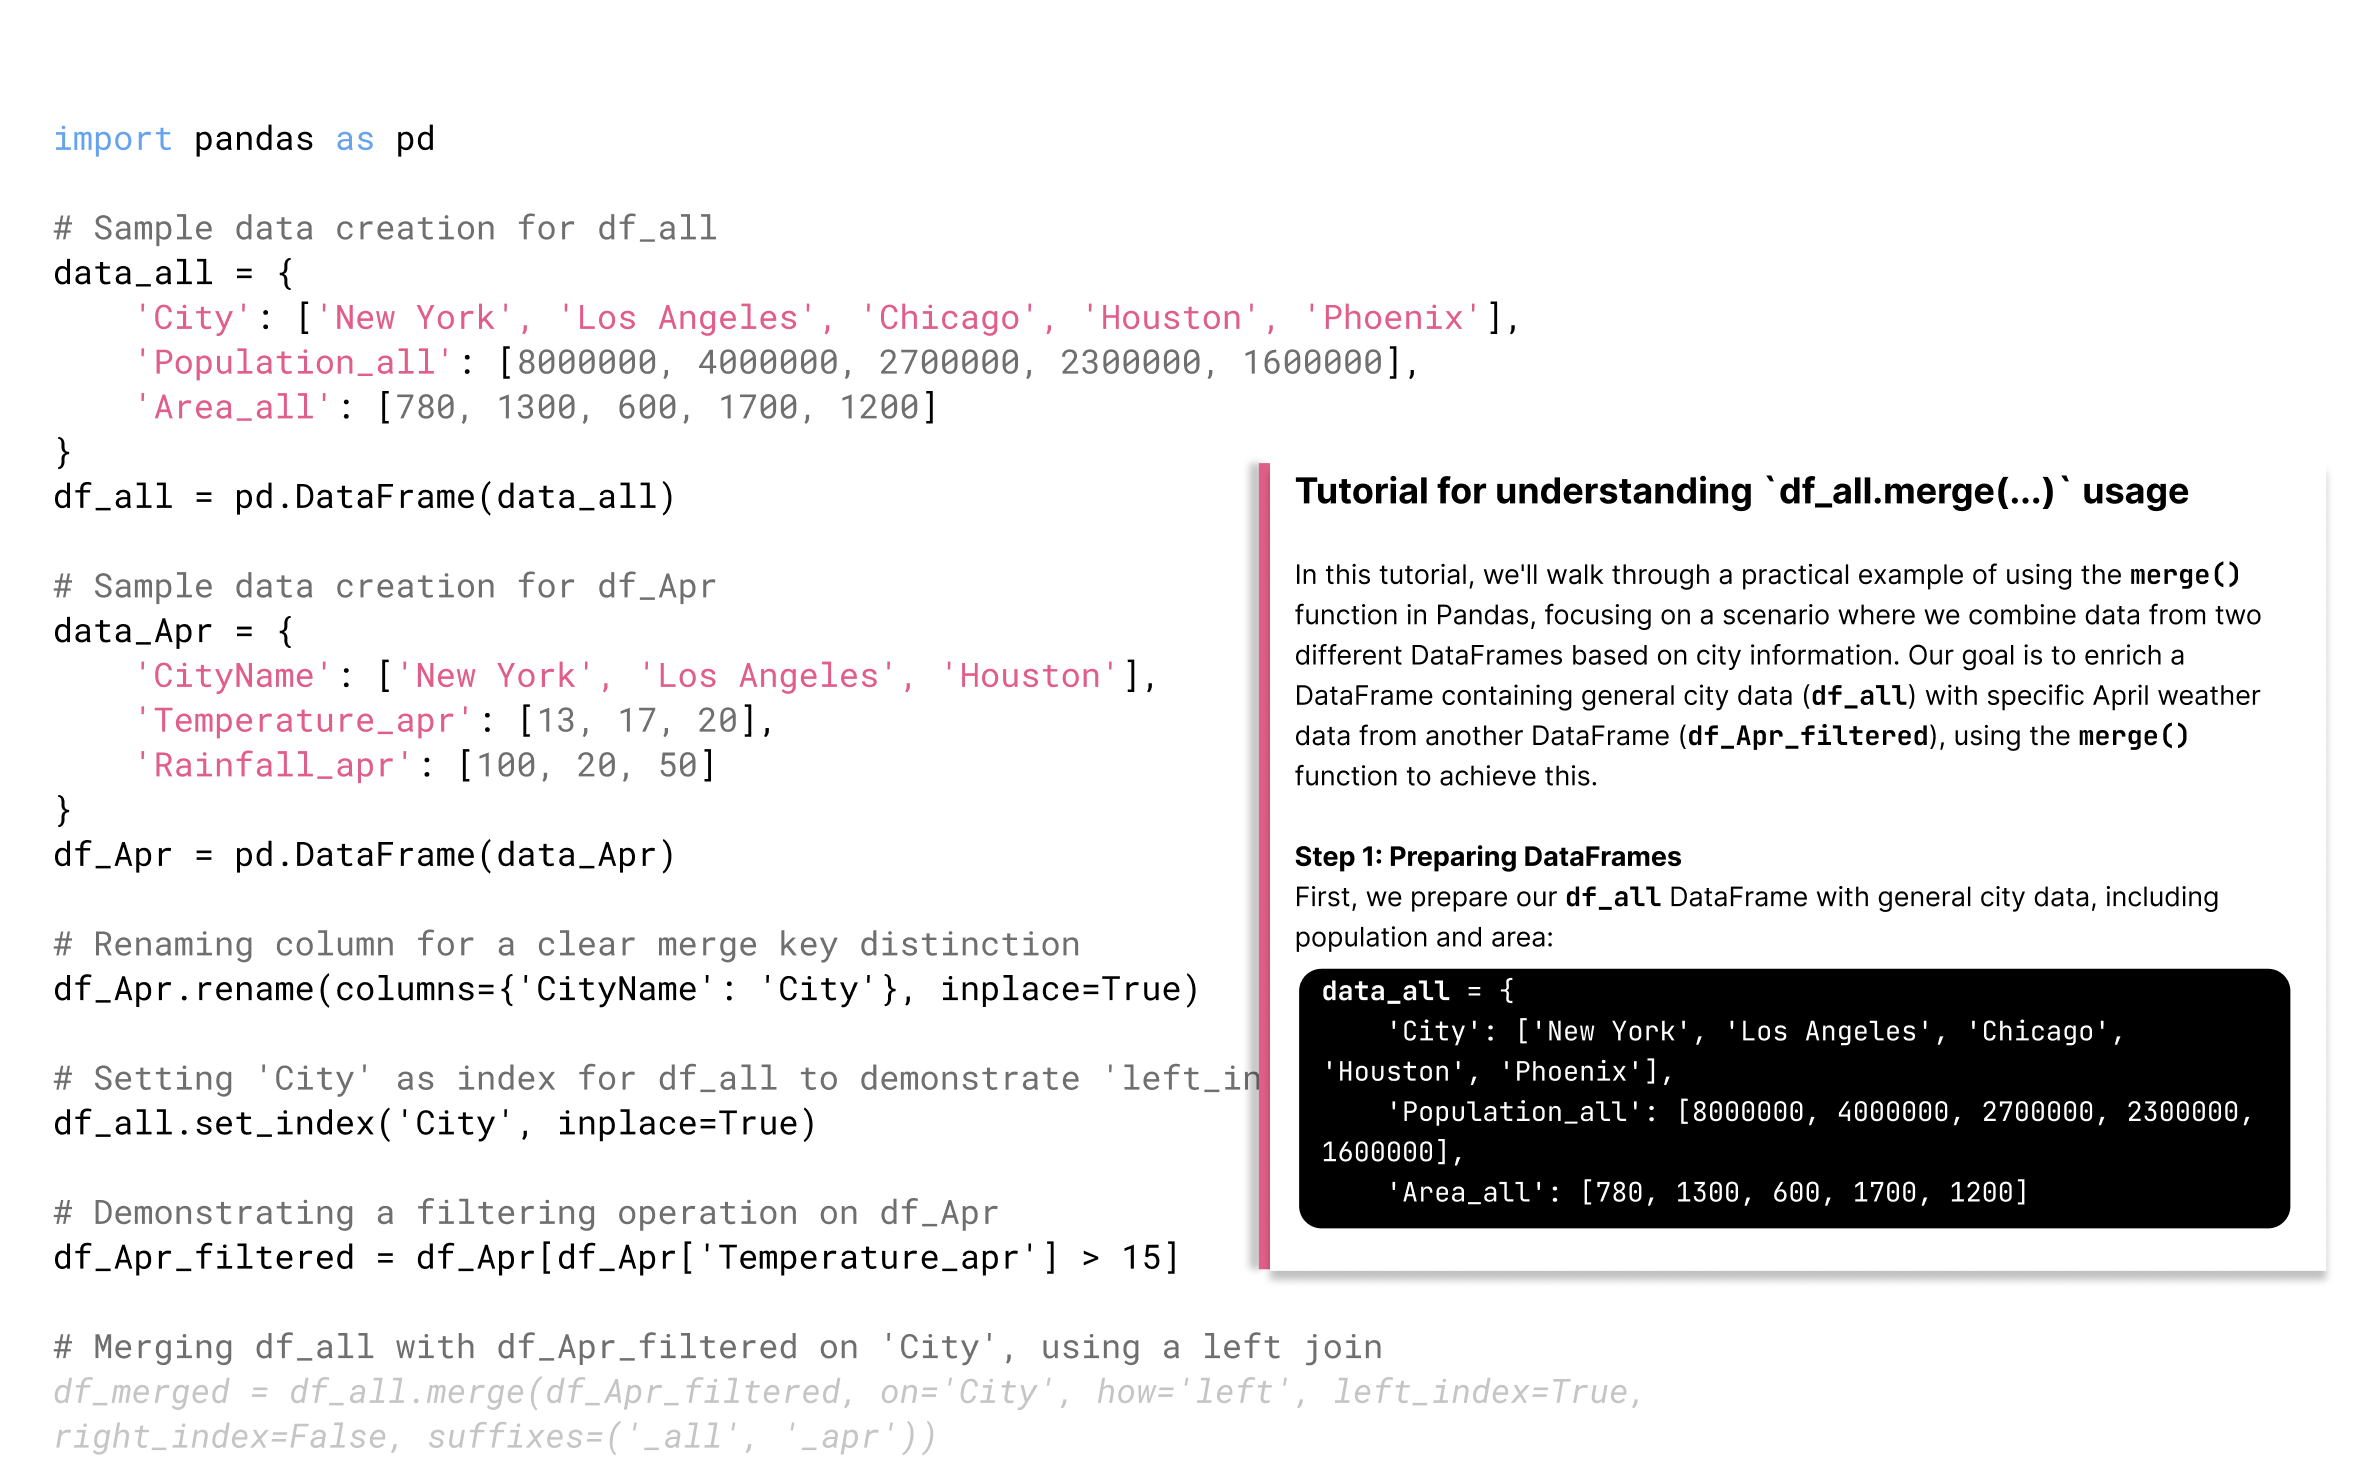 import pandas as pd
# Sample data creation for df_all
data_all = {
    'City': ['New York', 'Los Angeles', 'Chicago', 'Houston', 'Phoenix'],
    'Population_all': [8000000, 4000000, 2700000, 2300000, 1600000],
    'Area_all': [780, 1300, 600, 1700, 1200]
}
df_all = pd.DataFrame(data_all)
# Sample data creation for df_Apr
data_Apr = {
    'CityName': ['New York', 'Los Angeles', 'Houston'],
    'Temperature_apr': [13, 17, 20],
    'Rainfall_apr': [100, 20, 50]
}
df_Apr = pd.DataFrame(data_Apr)
# Renaming column for a clear merge key distinction
df_Apr.rename(columns={'CityName': 'City'}, inplace=True)
# Setting 'City' as index for df_all to demonstrate 'left_in
df_all.set_index('City', inplace=True)
# Demonstrating a filtering operation on df_Apr
df_Apr_filtered = df_Apr[df_Apr['Temperature_apr'] > 15]
# Merging df_all with df_Apr_filtered on 'City', using a left join
df_merged = df_all.merge(df_Apr_filtered, on='City', how='left', left_index=True,
right_index=False, suffixes=('_all', '_apr'))
Tutorial for understanding `df_all.merge(...)` usage
In this tutorial, we'll walk through a practical example of using the merge()
function in Pandas, focusing on a scenario where we combine data from two
different DataFrames based on city information. Our goal is to enrich a
DataFrame containing general city data (df_all) with specific April weather
data from another DataFrame (df_Apr_filtered), using the merge()
function to achieve this.
Step 1: Preparing DataFrames
First, we prepare our df_all DataFrame with general city data, including
population and area:
data_all = {
    'City': ['New York', 'Los Angeles', 'Chicago',
'Houston', 'Phoenix'],
    'Population_all': [8000000, 4000000, 2700000, 2300000,
1600000],
    'Area_all': [780, 1300, 600, 1700, 1200]